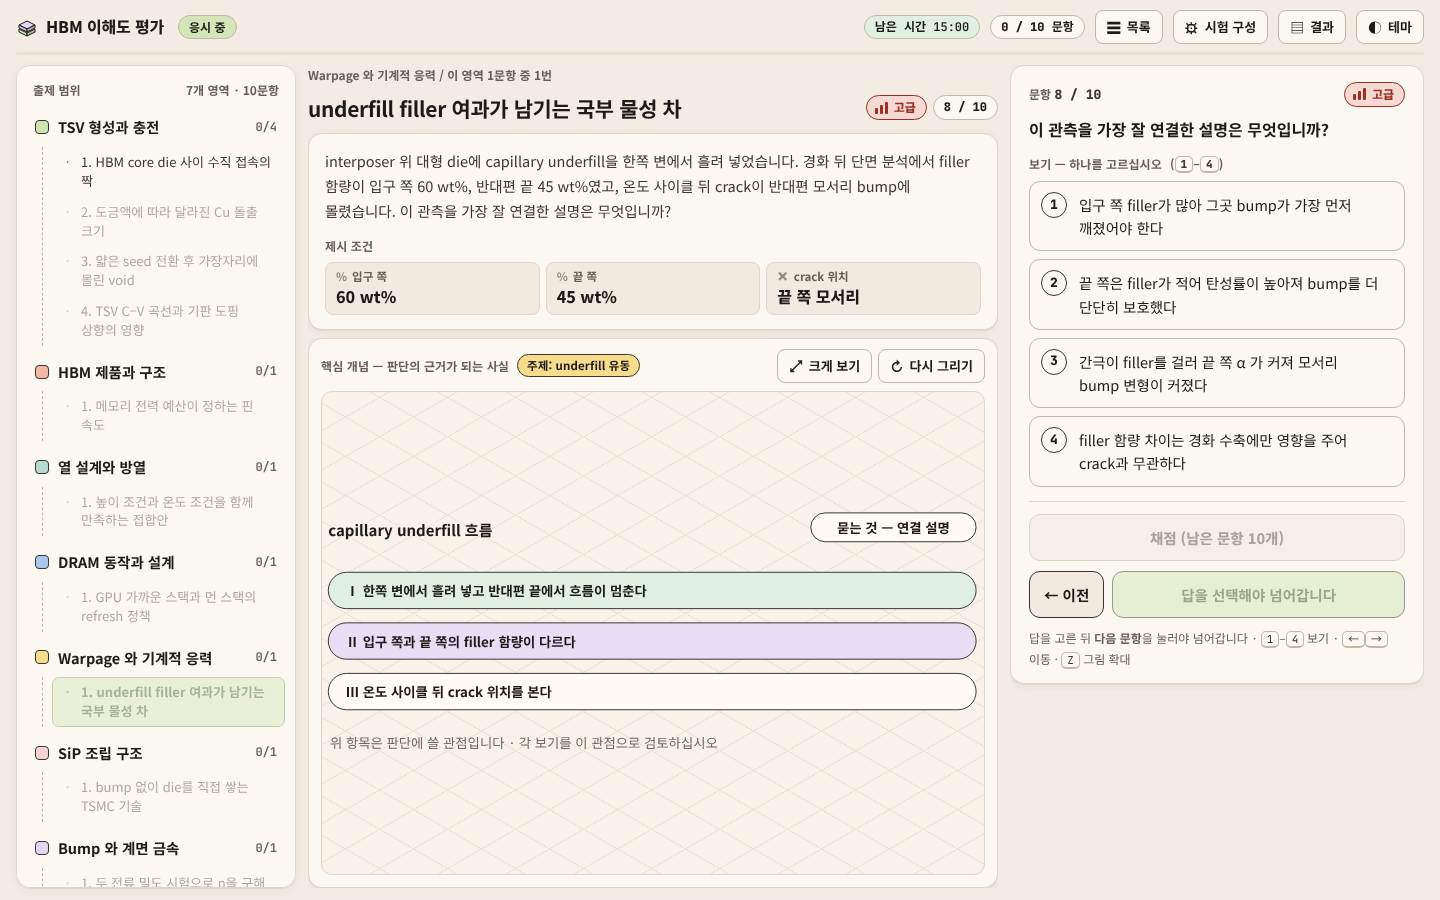 HBM 이해도 평가
응시 중
남은 시간 15:00
0 / 10 문항
목록
시험 구성
결과
테마
출제 범위
7개 영역 · 10문항
TSV 형성과 충전
0/4
1. HBM core die 사이 수직 접속의
짝
2. 도금액에 따라 달라진 Cu 돌출
크기
3. 얇은 seed 전환 후 가장자리에
몰린 void
4. TSV C-V 곡선과 기판 도핑
상향의 영향
HBM 제품과 구조
0/1
1. 메모리 전력 예산이 정하는 핀
속도
열 설계와 방열
0/1
1. 높이 조건과 온도 조건을 함께
만족하는 접합안
DRAM 동작과 설계
0/1
1. GPU 가까운 스택과 먼 스택의
refresh 정책
Warpage 와 기계적 응력
0/1
1. underfill filler 여과가 남기는
국부 물성 차
SiP 조립 구조
0/1
1. bump 없이 die를 직접 쌓는
TSMC 기술
Bump 와 계면 금속
0/1
1. 두 전류 밀도 시험으로 n을 구해
Warpage 와 기계적 응력 / 이 영역 1문항 중 1번
underfill filler 여과가 남기는 국부 물성 차
고급
8 / 10
interposer 위 대형 die에 capillary underfill을 한쪽 변에서 흘려 넣었습니다. 경화 뒤 단면 분석에서 filler
함량이 입구 쪽 60 wt%, 반대편 끝 45 wt%였고, 온도 사이클 뒤 crack이 반대편 모서리 bump에
몰렸습니다. 이 관측을 가장 잘 연결한 설명은 무엇입니까?
제시 조건
% 입구 쪽
60 wt%
% 끝 쪽
45 wt%
✕ crack 위치
끝 쪽 모서리
핵심 개념 — 판단의 근거가 되는 사실
주제: underfill 유동
크게 보기
다시 그리기
capillary underfill 흐름
묻는 것 — 연결 설명
I 한쪽 변에서 흘려 넣고 반대편 끝에서 흐름이 멈춘다
II 입구 쪽과 끝 쪽의 filler 함량이 다르다
III 온도 사이클 뒤 crack 위치를 본다
위 항목은 판단에 쓸 관점입니다 · 각 보기를 이 관점으로 검토하십시오
문항 8 / 10
고급
이 관측을 가장 잘 연결한 설명은 무엇입니까?
보기 — 하나를 고르십시오 (1–4)
1 입구 쪽 filler가 많아 그곳 bump가 가장 먼저
깨졌어야 한다
2 끝 쪽은 filler가 적어 탄성률이 높아져 bump를 더
단단히 보호했다
3 간극이 filler를 걸러 끝 쪽 α 가 커져 모서리
bump 변형이 커졌다
4 filler 함량 차이는 경화 수축에만 영향을 주어
crack과 무관하다
채점 (남은 문항 10개)
← 이전
답을 선택해야 넘어갑니다
답을 고른 뒤 다음 문항을 눌러야 넘어갑니다 · 1–4 보기 · ← →
이동 · Z 그림 확대